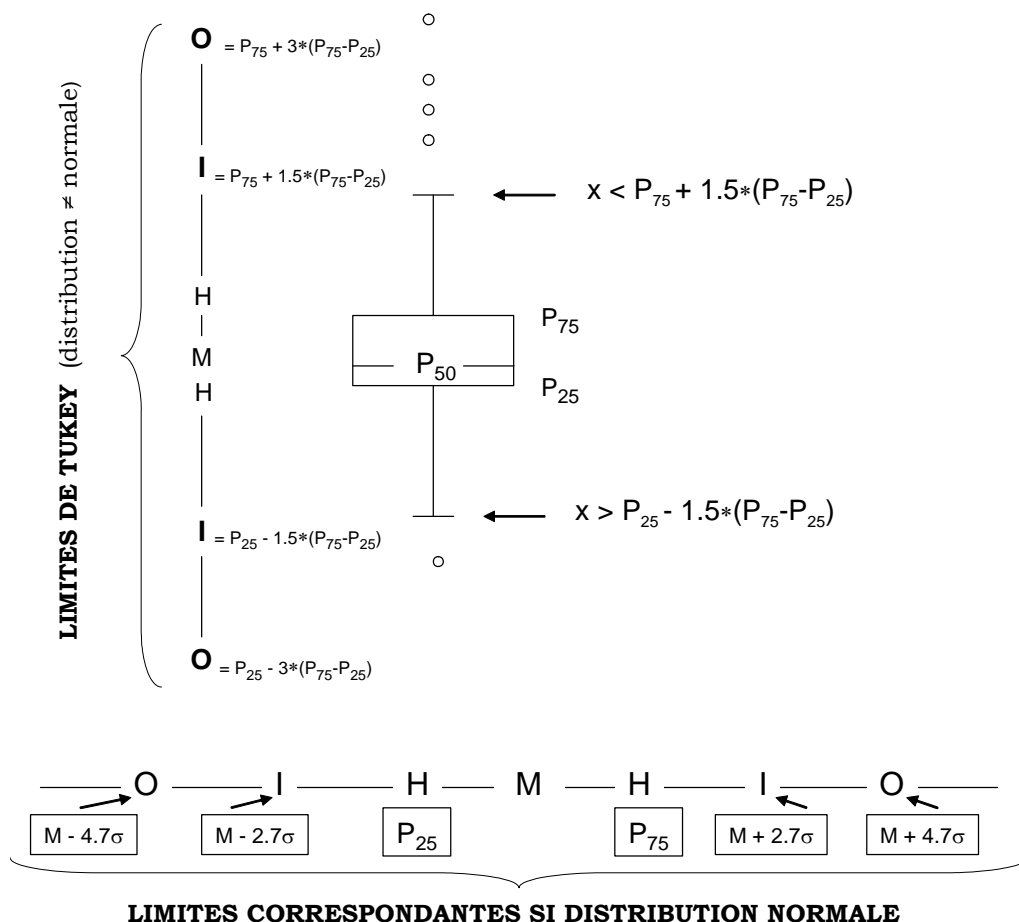 LIMITES DE TUKEY (distribution ≠ normale)
O = P75 + 3*(P75-P25)
I = P75 + 1.5*(P75-P25)
H
M
H
I = P25 - 1.5*(P75-P25)
O = P25 - 3*(P75-P25)
x < P75 + 1.5*(P75-P25)
P75
P50
P25
x > P25 - 1.5*(P75-P25)
O I H M H I O
M - 4.7σ M - 2.7σ P25 P75 M + 2.7σ M + 4.7σ
LIMITES CORRESPONDANTES SI DISTRIBUTION NORMALE